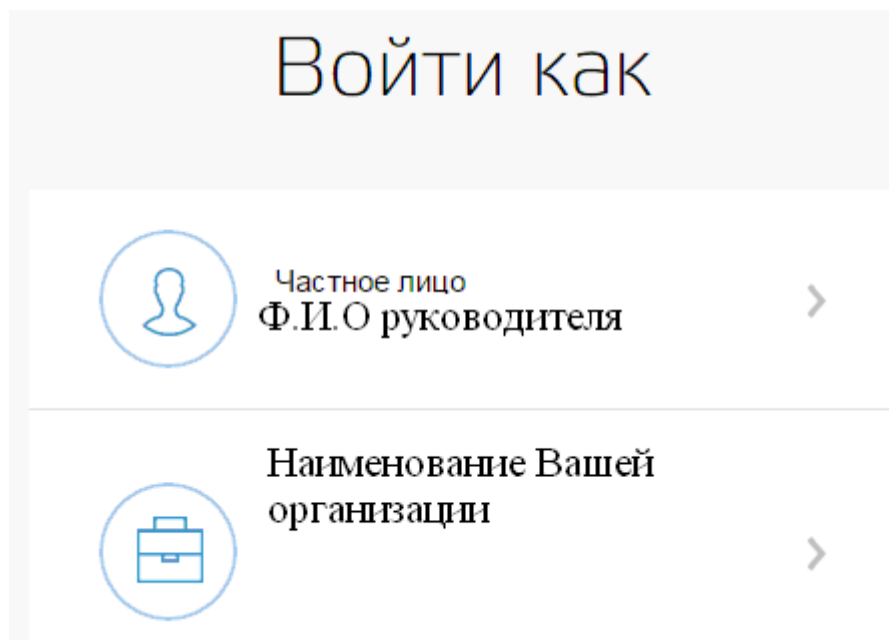 Войти как
Частное лицо
Ф.И.О руководителя
Наименование Вашей
организации